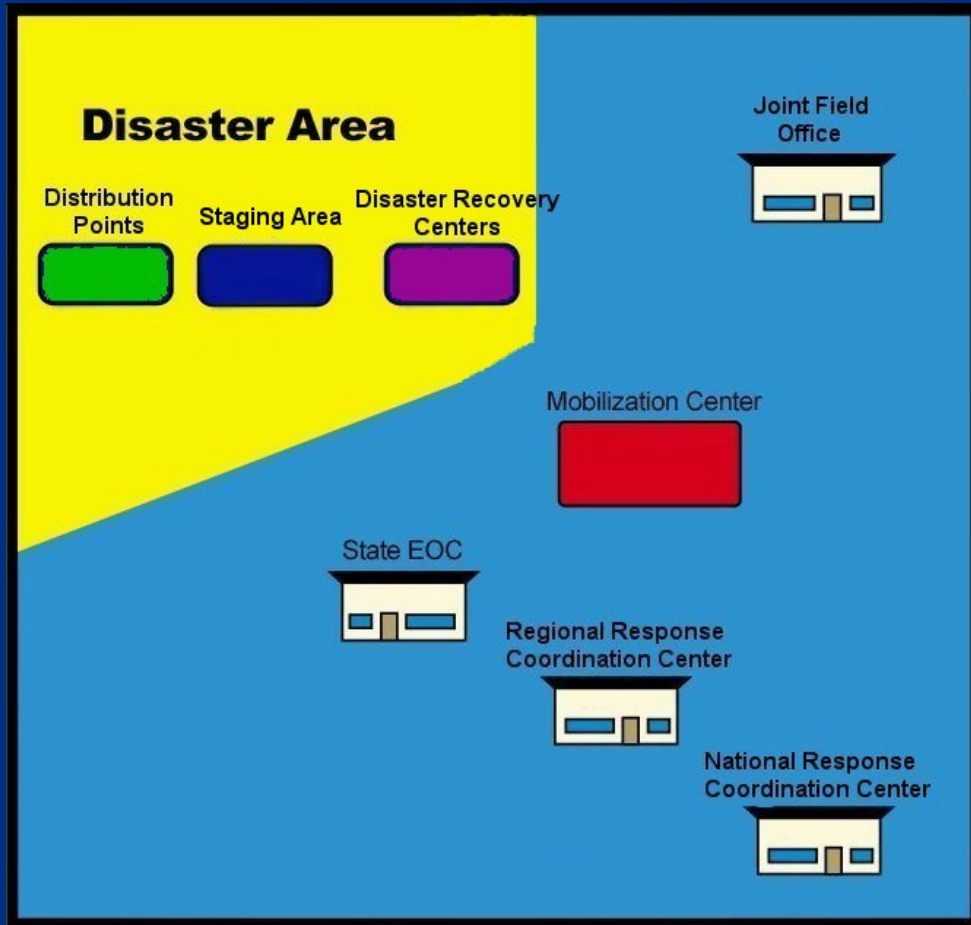 Disaster Area
Joint Field
Office
Distribution
Points
Staging Area
Disaster Recovery
Centers
Mobilization Center
State EOC
Regional Response
Coordination Center
National Response
Coordination Center